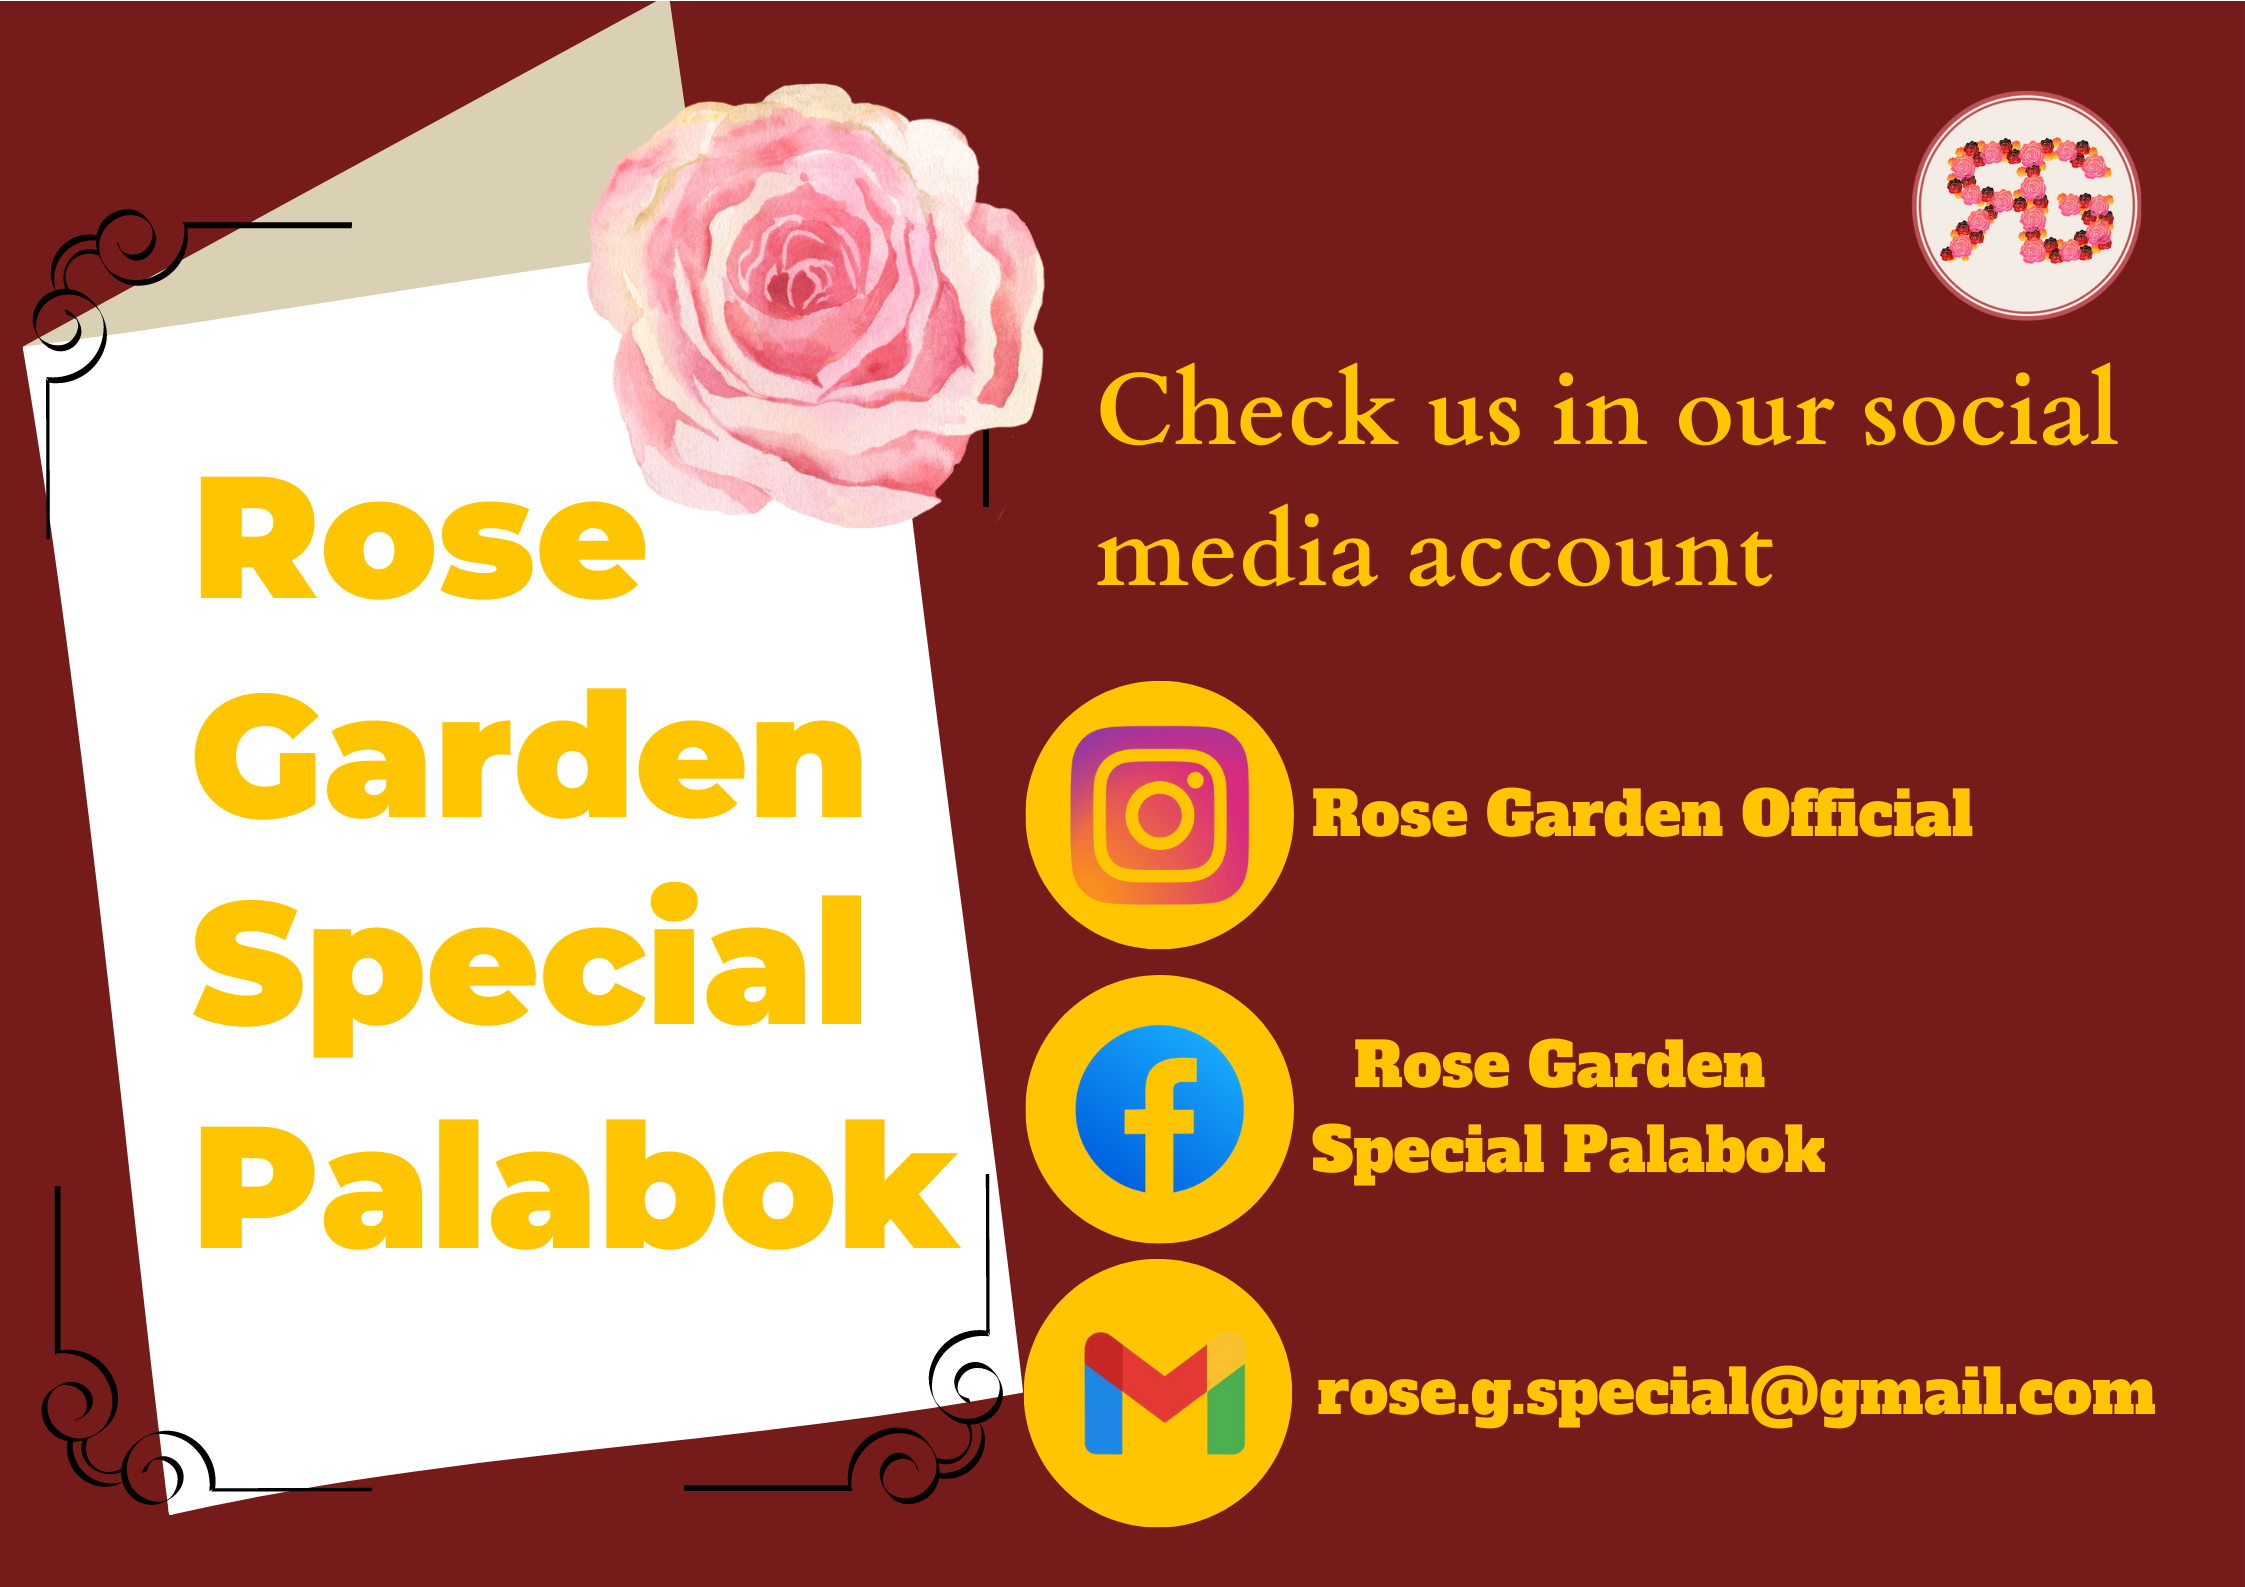 Rose
Garden
Special
Palabok
RG
Check us in our social
media account
Rose Garden Official
Rose Garden
Special Palabok
rose.g.special@gmail.com